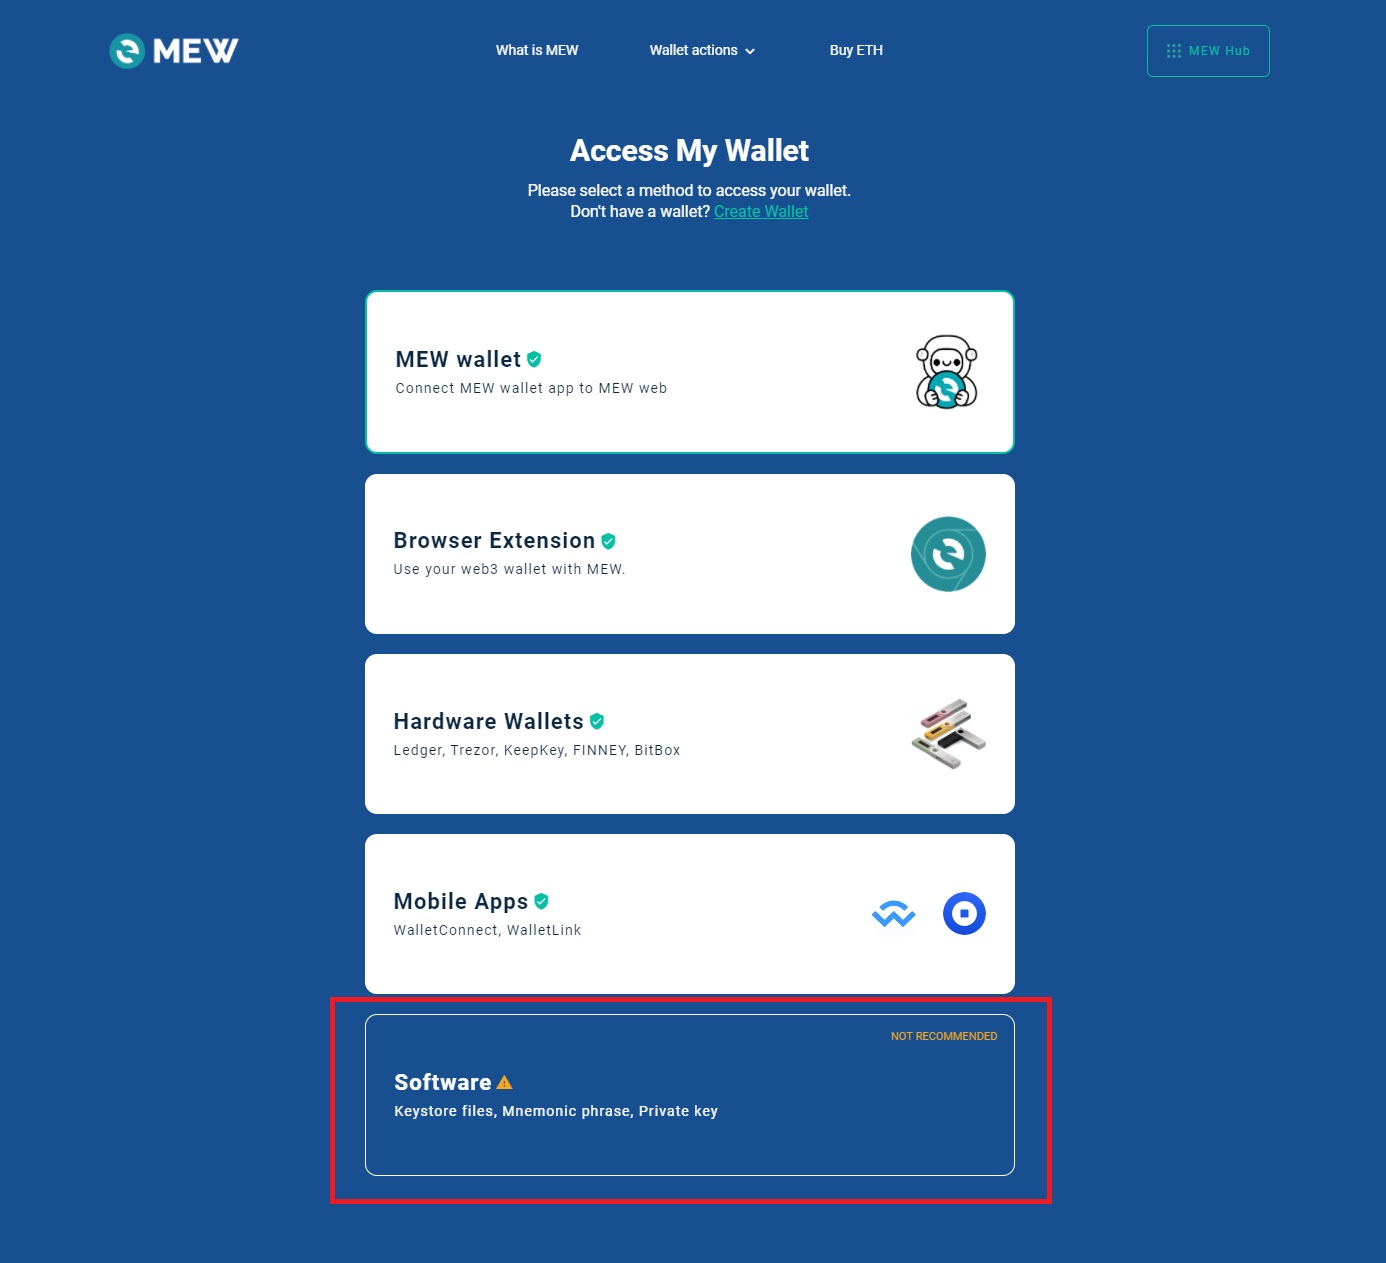 MEW
What is MEW
Wallet actions
Buy ETH
MEW Hub
Access My Wallet
Please select a method to access your wallet.
Don't have a wallet? Create Wallet
MEW wallet
Connect MEW wallet app to MEW web
Browser Extension
Use your web3 wallet with MEW.
Hardware Wallets
Ledger, Trezor, KeepKey, FINNEY, BitBox
Mobile Apps
WalletConnect, WalletLink
NOT RECOMMENDED
Software
Keystore files, Mnemonic phrase, Private key